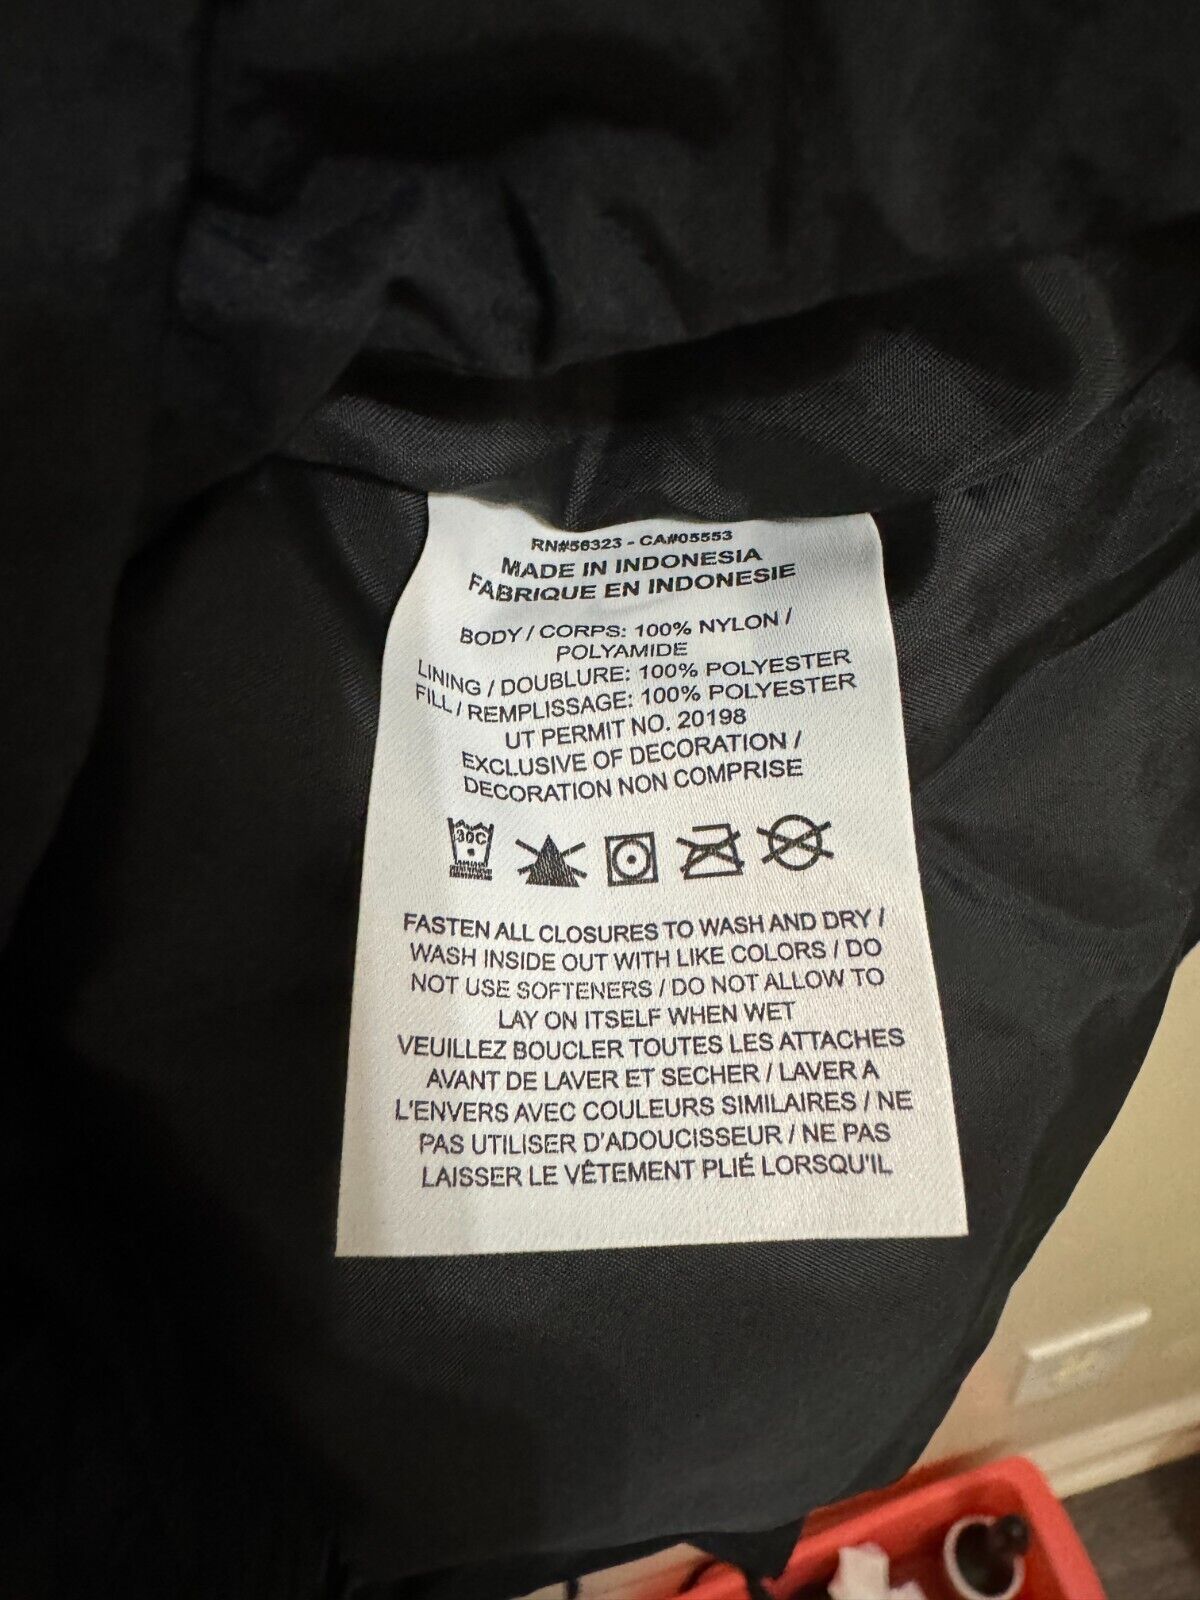 RN#56323 - CA#05553
MADE IN INDONESIA
FABRIQUE EN INDONESIE
BODY / CORPS: 100% NYLON /
POLYAMIDE
LINING / DOUBLURE: 100% POLYESTER
FILL / REMPLISSAGE: 100% POLYESTER
UT PERMIT NO. 20198
EXCLUSIVE OF DECORATION /
DECORATION NON COMPRISE
30C
FASTEN ALL CLOSURES TO WASH AND DRY /
WASH INSIDE OUT WITH LIKE COLORS / DO
NOT USE SOFTENERS / DO NOT ALLOW TO
LAY ON ITSELF WHEN WET
VEUILLEZ BOUCLER TOUTES LES ATTACHES
AVANT DE LAVER ET SECHER / LAVER A
L'ENVERS AVEC COULEURS SIMILAIRES / NE
PAS UTILISER D'ADOUCISSEUR / NE PAS
LAISSER LE VÊTEMENT PLIÉ LORSQU'IL